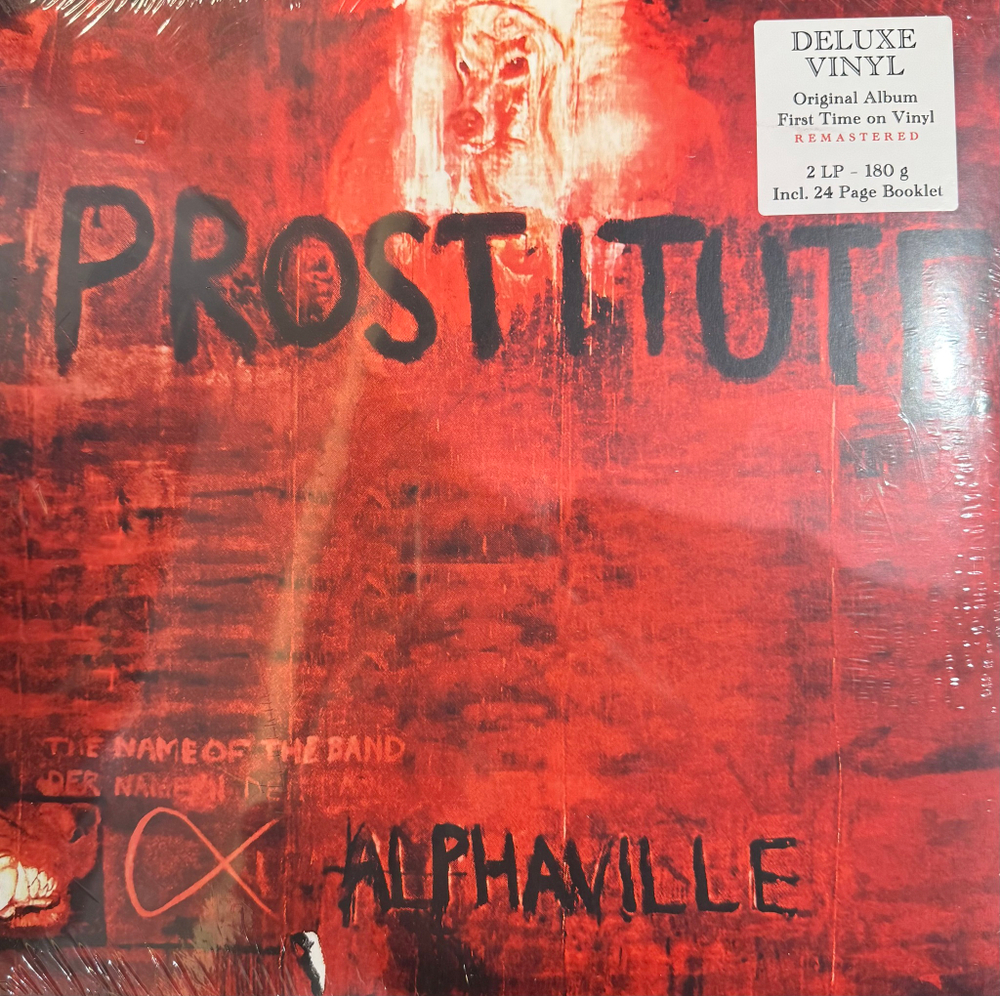 DELUXE
VINYL
Original Album
First Time on Vinyl
REMASTERED
2 LP - 180 g
Incl. 24 Page Booklet
PROSTITUTE
THE NAME OF THE BAND
DER NAME
α ALPHAVILLE